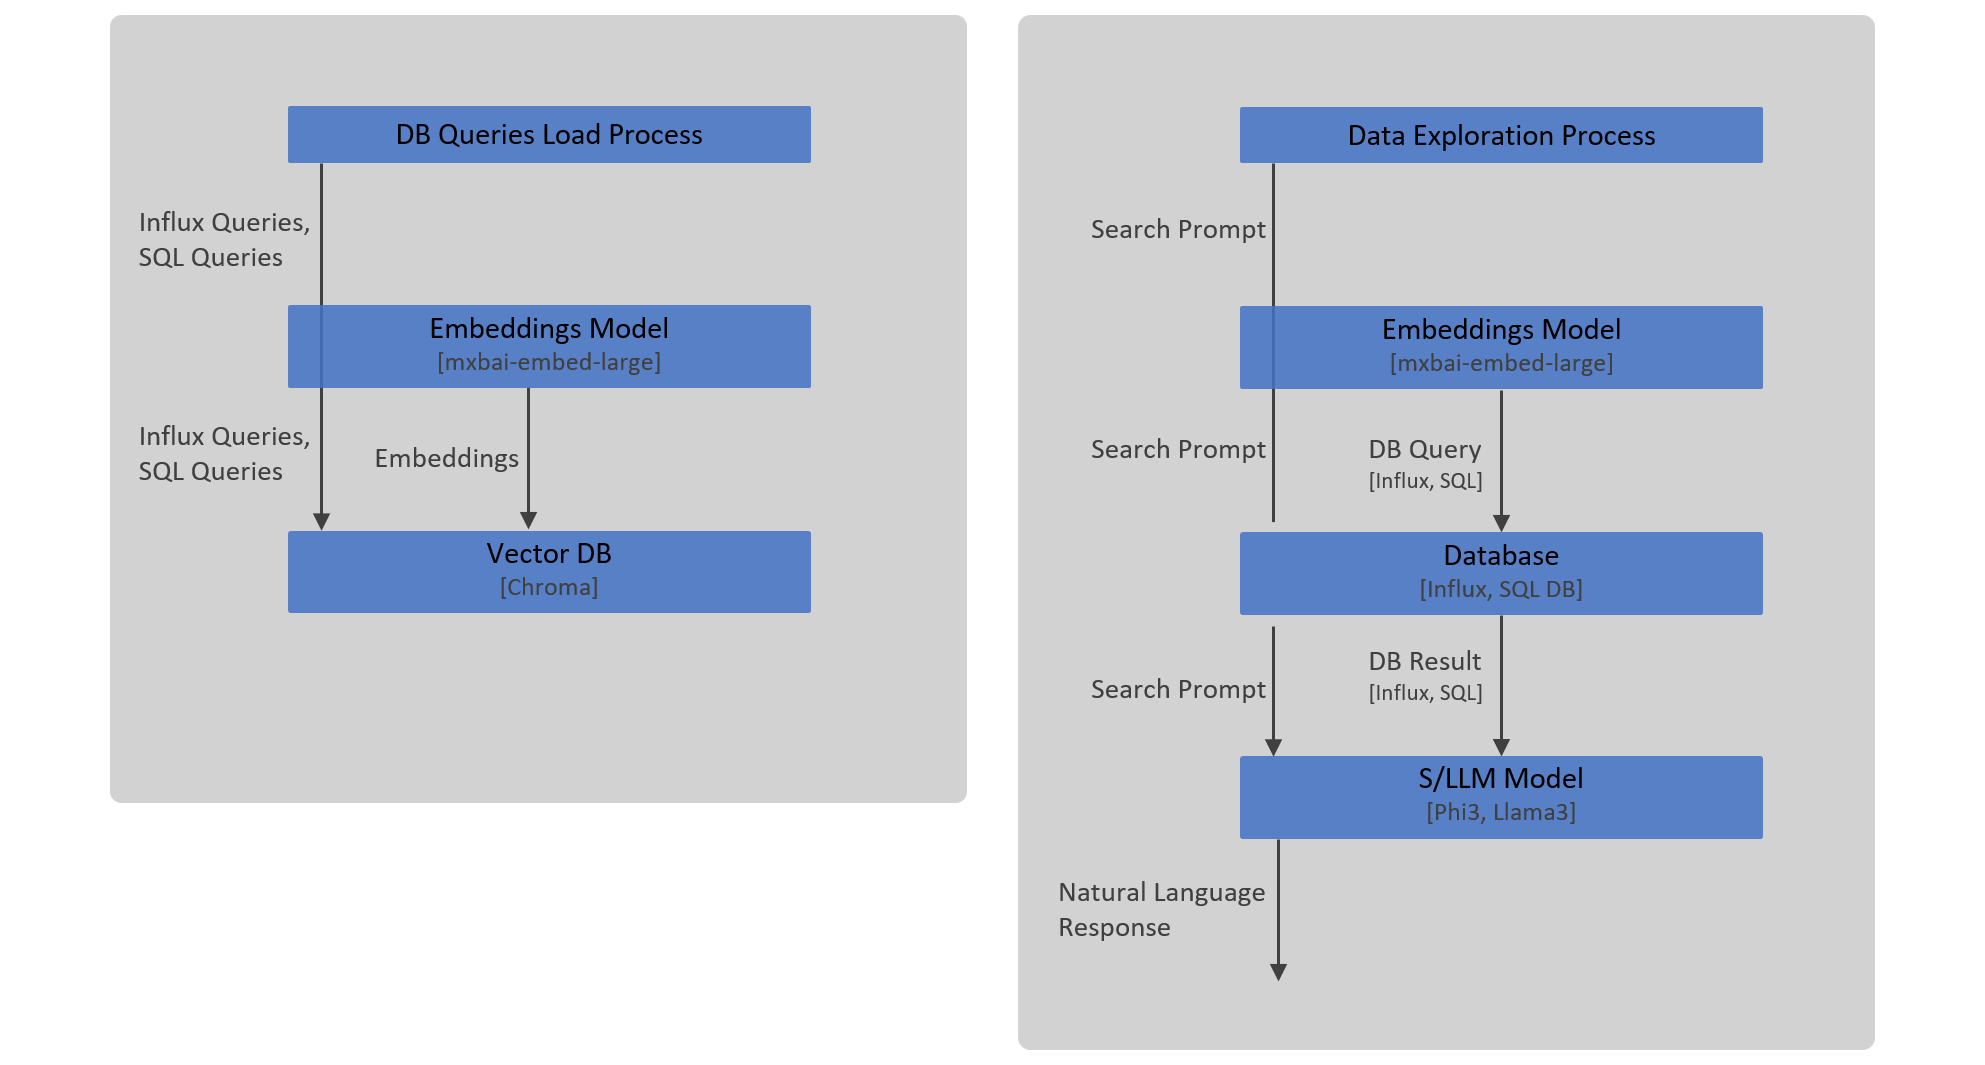 DB Queries Load Process
Influx Queries,
SQL Queries
Embeddings Model
[mxbai-embed-large]
Influx Queries,
SQL Queries
Embeddings
Vector DB
[Chroma]
Data Exploration Process
Search Prompt
Embeddings Model
[mxbai-embed-large]
Search Prompt
DB Query
[Influx, SQL]
Database
[Influx, SQL DB]
Search Prompt
DB Result
[Influx, SQL]
S/LLM Model
[Phi3, Llama3]
Natural Language
Response